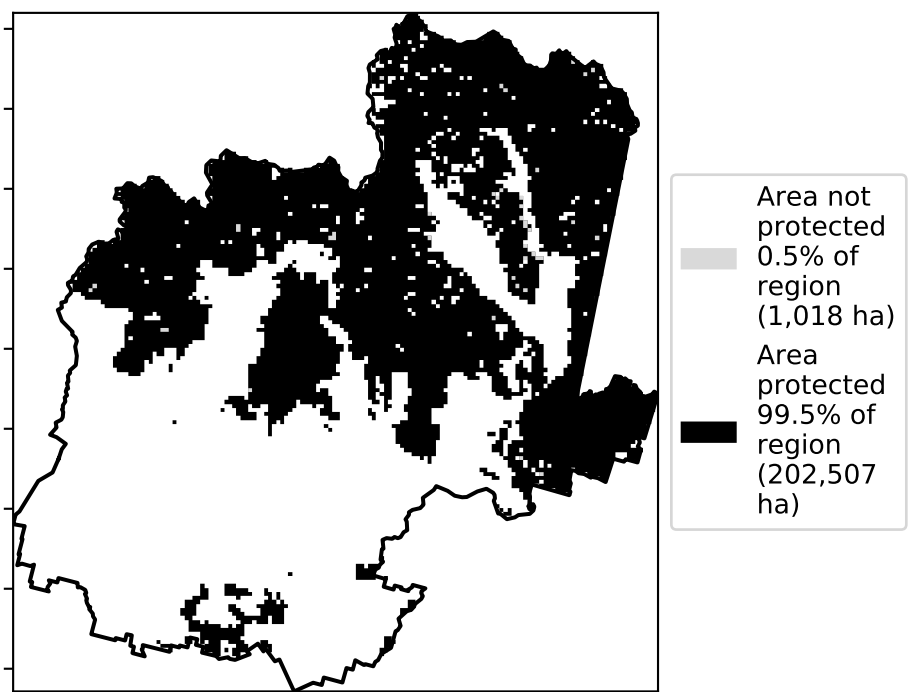 Area not
protected
0.5% of
region
(1,018 ha)
Area
protected
99.5% of
region
(202,507
ha)